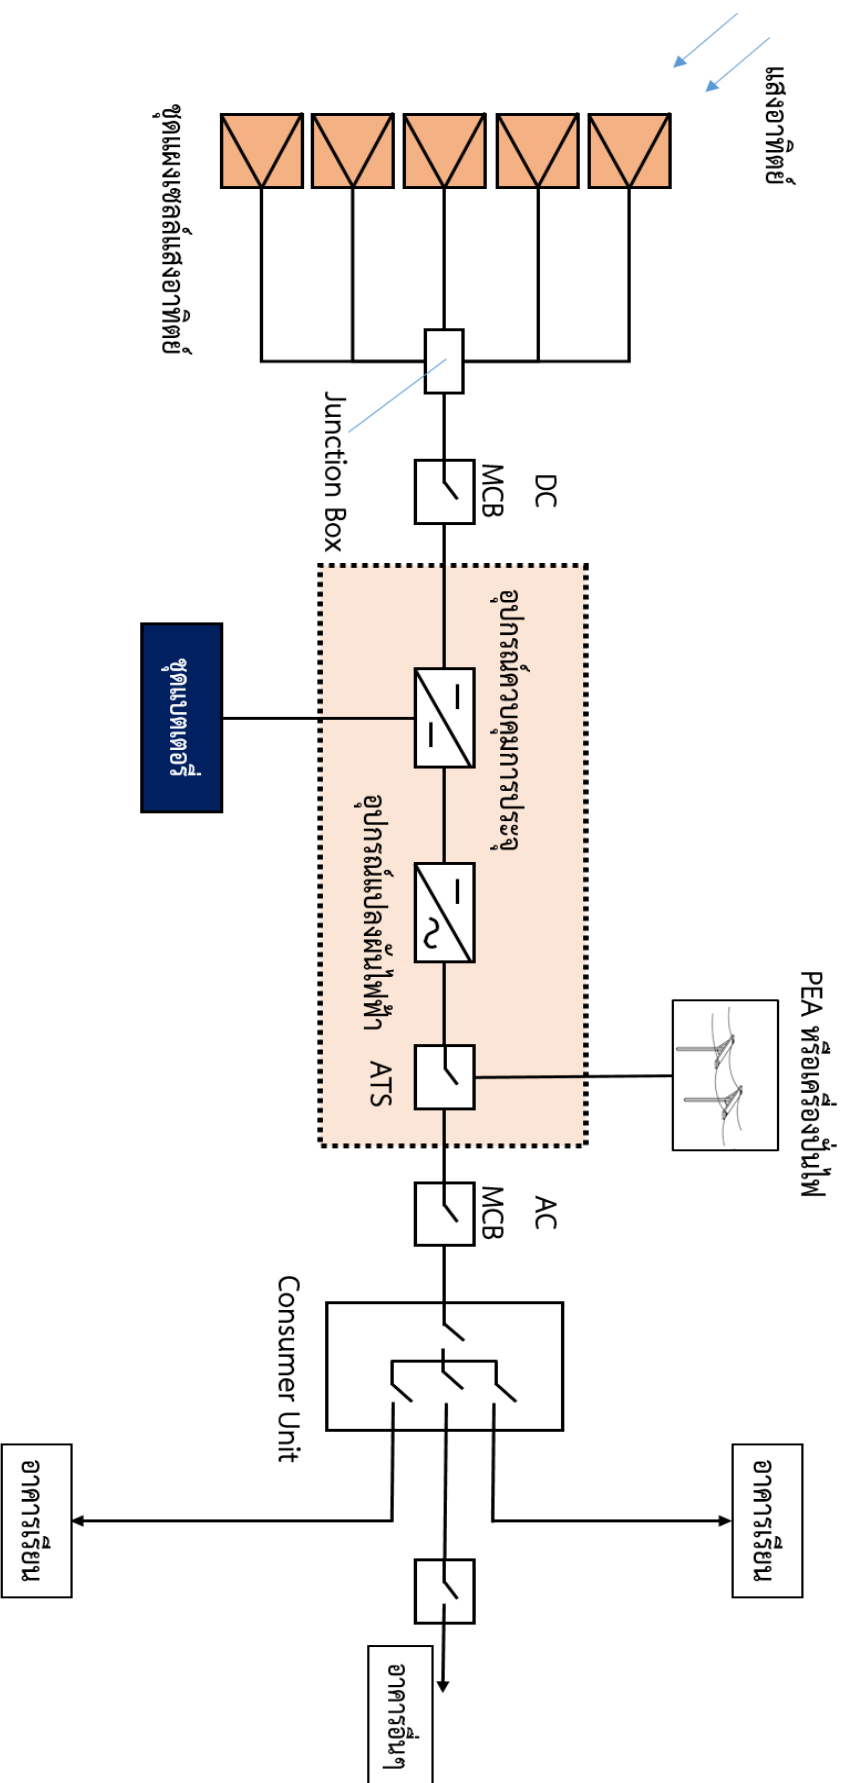 แสงอาทิตย์
ชุดแผงเซลล์แสงอาทิตย์
Junction Box
DC
MCB
อุปกรณ์ควบคุมการประจุ
ชุดแบตเตอรี่
อุปกรณ์แปลงผันไฟฟ้า
ATS
PEA หรือเครื่องปั่นไฟ
AC
MCB
Consumer Unit
อาคารเรียน
อาคารเรียน
อาคารอื่นๆ